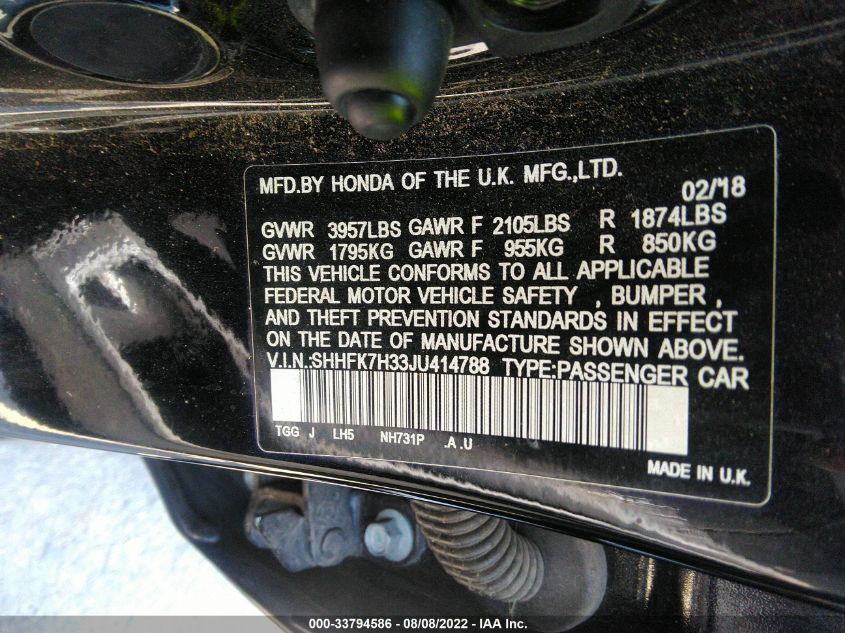 MFD.BY HONDA OF THE U.K. MFG.,LTD.
02/18
GVWR 3957LBS GAWR F 2105LBS R 1874LBS
GVWR 1795KG GAWR F 955KG R 850KG
THIS VEHICLE CONFORMS TO ALL APPLICABLE
FEDERAL MOTOR VEHICLE SAFETY , BUMPER ,
AND THEFT PREVENTION STANDARDS IN EFFECT
ON THE DATE OF MANUFACTURE SHOWN ABOVE.
V.I.N.:SHHFK7H33JU414788 TYPE:PASSENGER CAR
TGG J LH5 NH731P .A .U
MADE IN U.K.
000-33794586 - 08/08/2022 - IAA Inc.